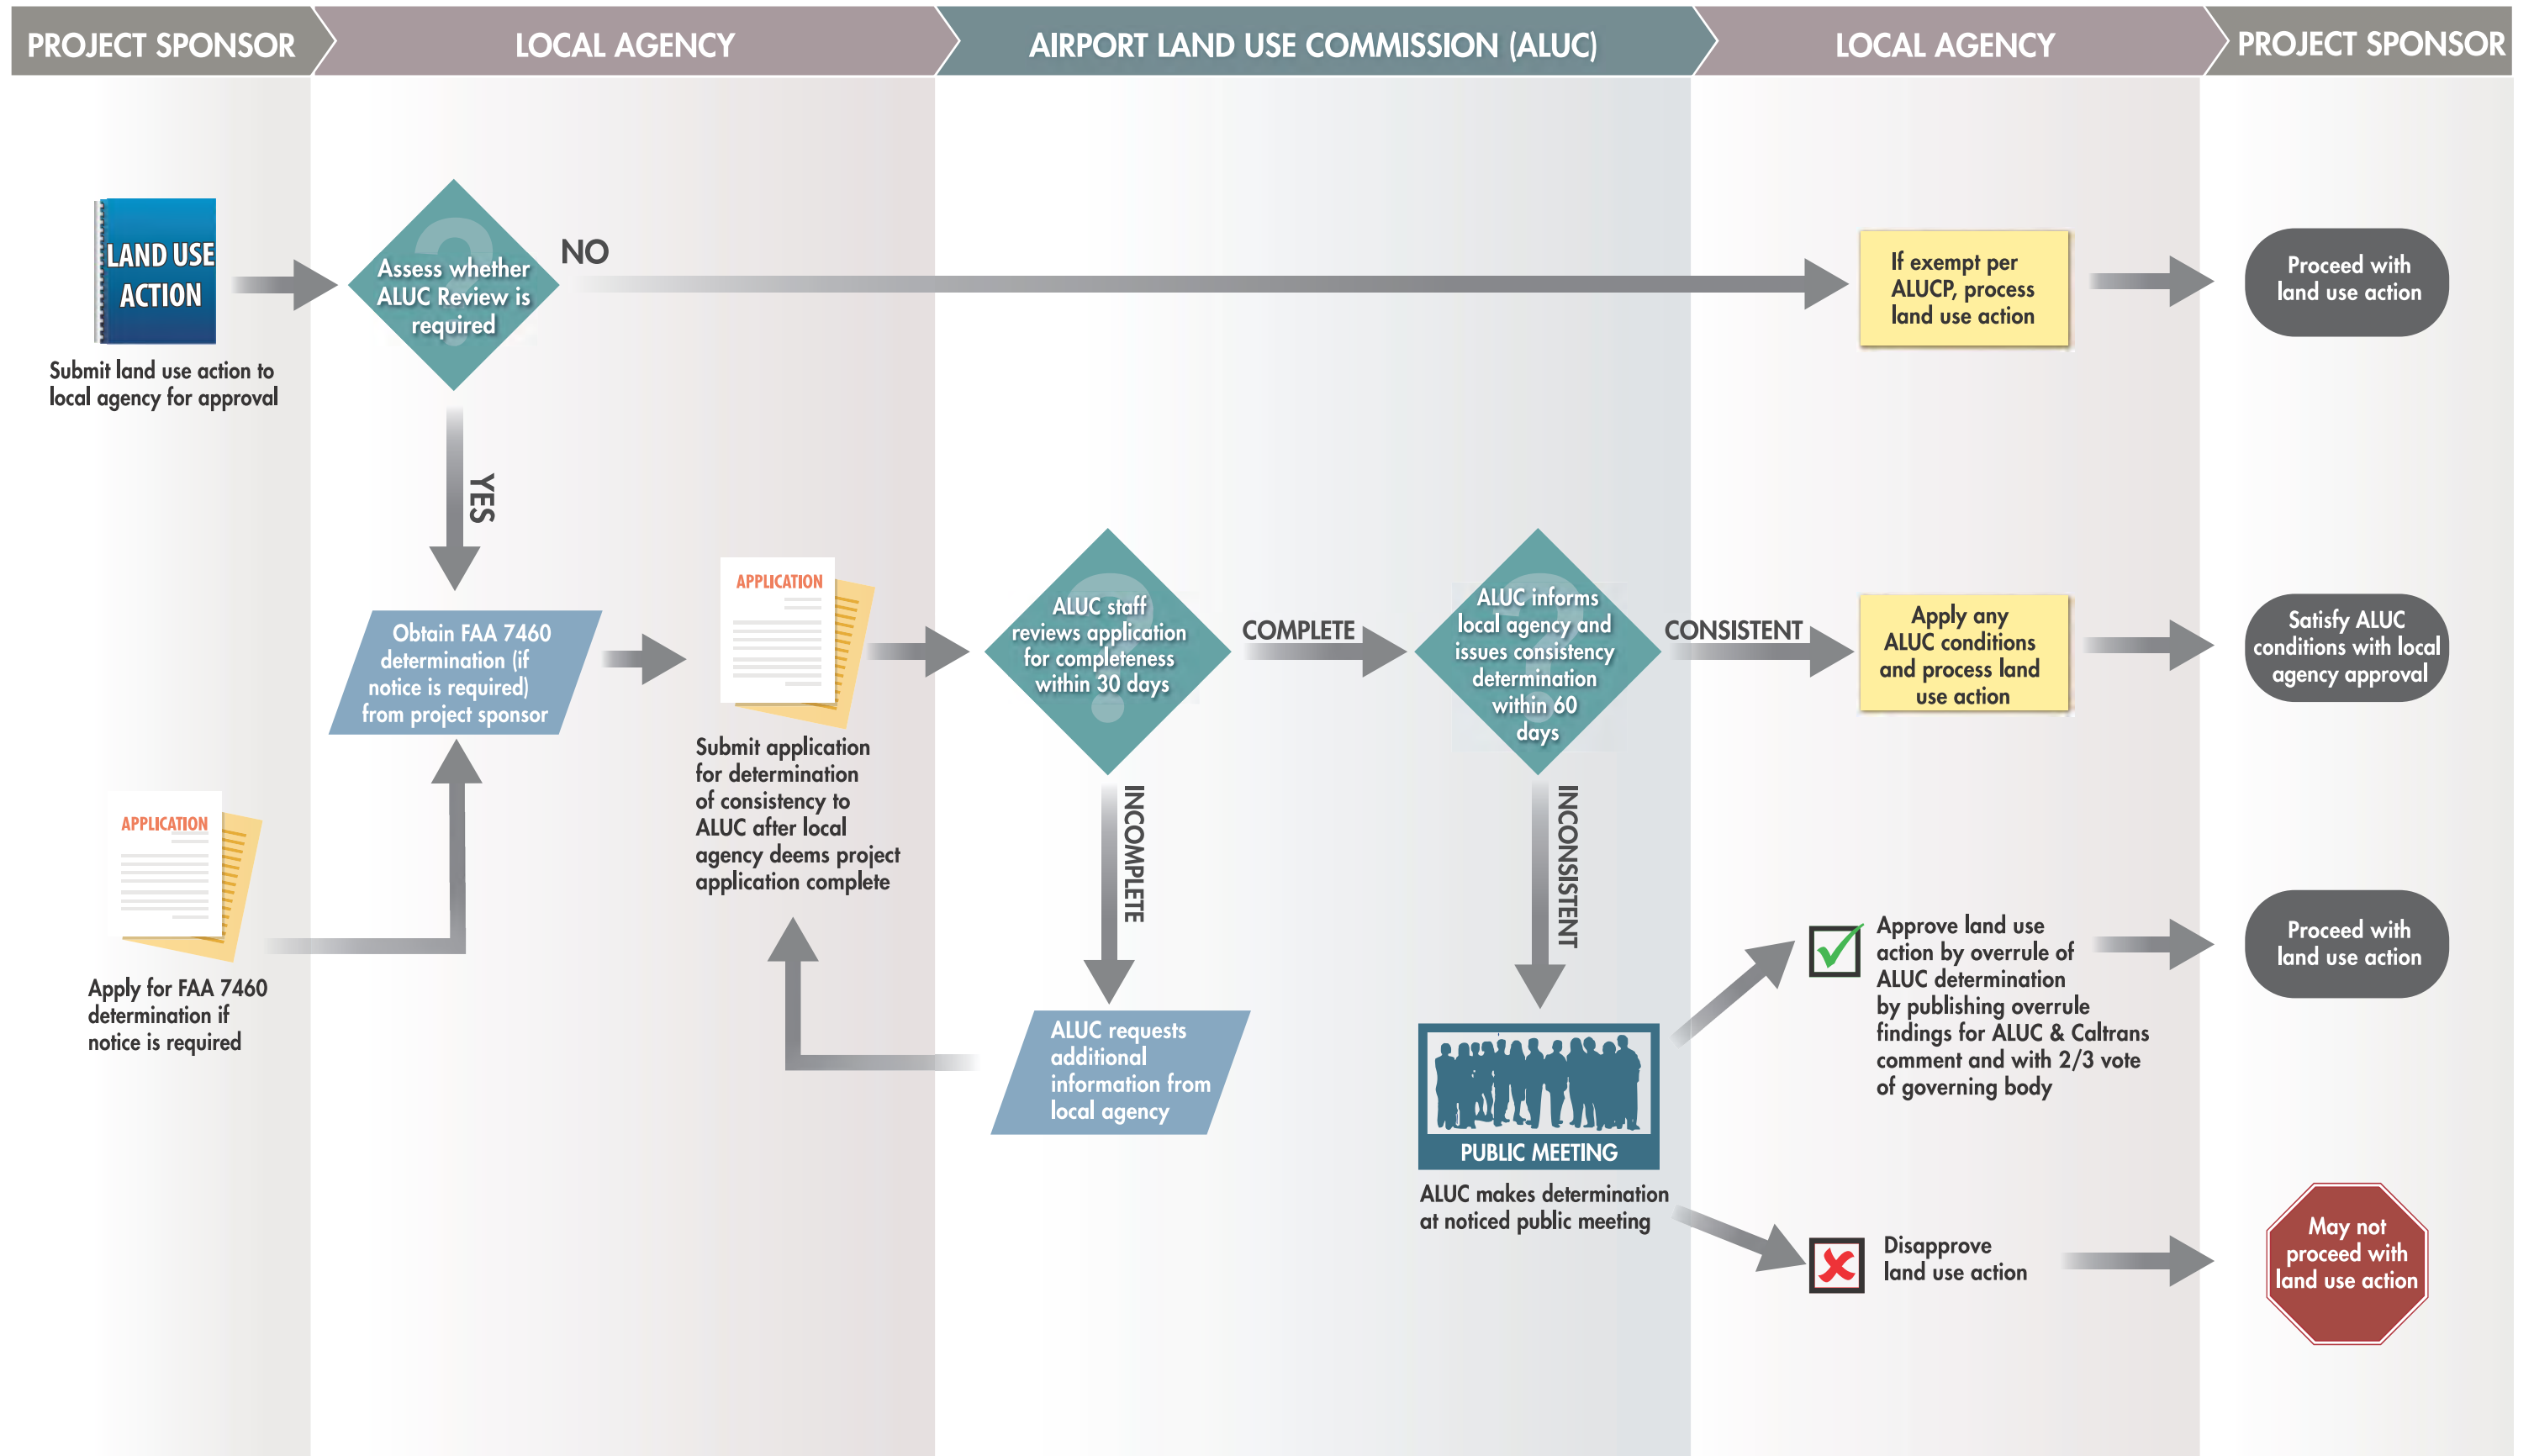 PROJECT SPONSOR
LOCAL AGENCY
AIRPORT LAND USE COMMISSION (ALUC)
LOCAL AGENCY
PROJECT SPONSOR
LAND USE
ACTION
Submit land use action to
local agency for approval
?
Assess whether
ALUC Review is
required
NO
If exempt per
ALUCP, process
land use action
Proceed with
land use action
YES
Obtain FAA 7460
determination (if
notice is required)
from project sponsor
APPLICATION
Submit application
for determination
of consistency to
ALUC after local
agency deems project
application complete
?
ALUC staff
reviews application
for completeness
within 30 days
COMPLETE
?
ALUC informs
local agency and
issues consistency
determination
within 60
days
CONSISTENT
Apply any
ALUC conditions
and process land
use action
Satisfy ALUC
conditions with local
agency approval
APPLICATION
Apply for FAA 7460
determination if
notice is required
INCOMPLETE
ALUC requests
additional
information from
local agency
INCONSISTENT
PUBLIC MEETING
ALUC makes determination
at noticed public meeting
Approve land use
action by overrule of
ALUC determination
by publishing overrule
findings for ALUC & Caltrans
comment and with 2/3 vote
of governing body
Proceed with
land use action
Disapprove
land use action
May not
proceed with
land use action